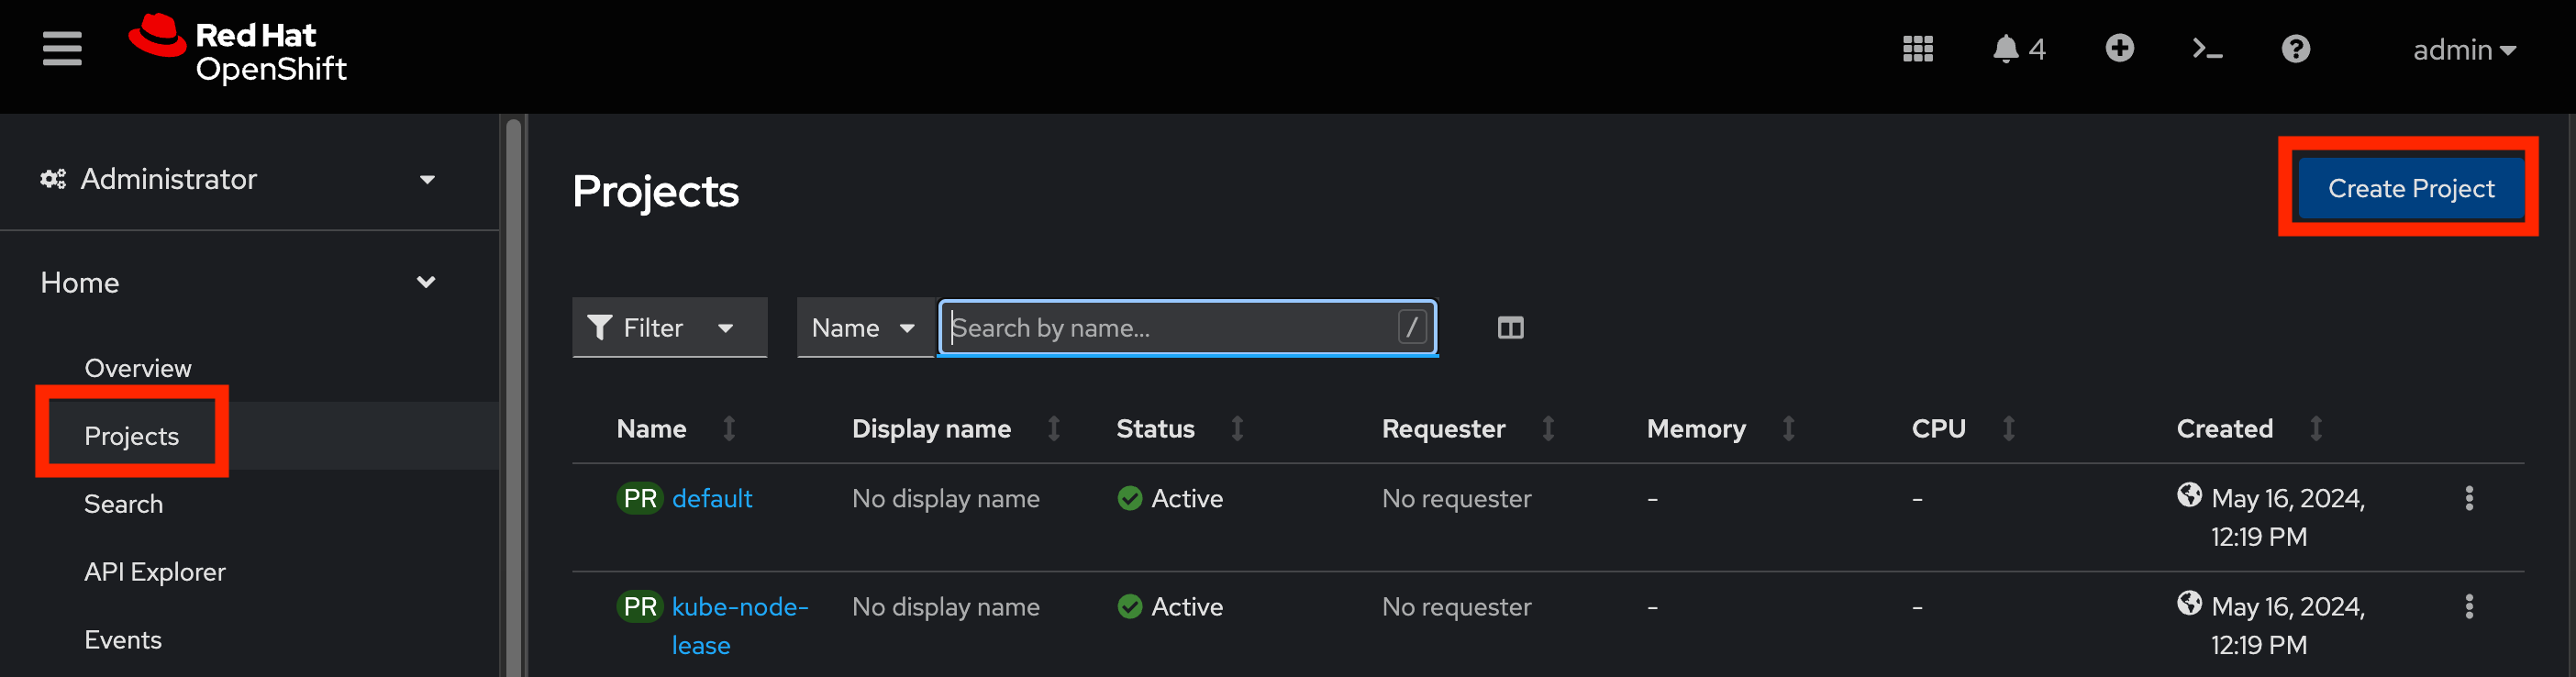 Red Hat
OpenShift
4
admin
Administrator
Home
Overview
Projects
Search
API Explorer
Events
Projects
Create Project
Filter
Name
Search by name...
/
Name Display name Status Requester Memory CPU Created
PR default No display name Active No requester - - May 16, 2024,
12:19 PM
PR kube-node- No display name Active No requester - - May 16, 2024,
lease 12:19 PM